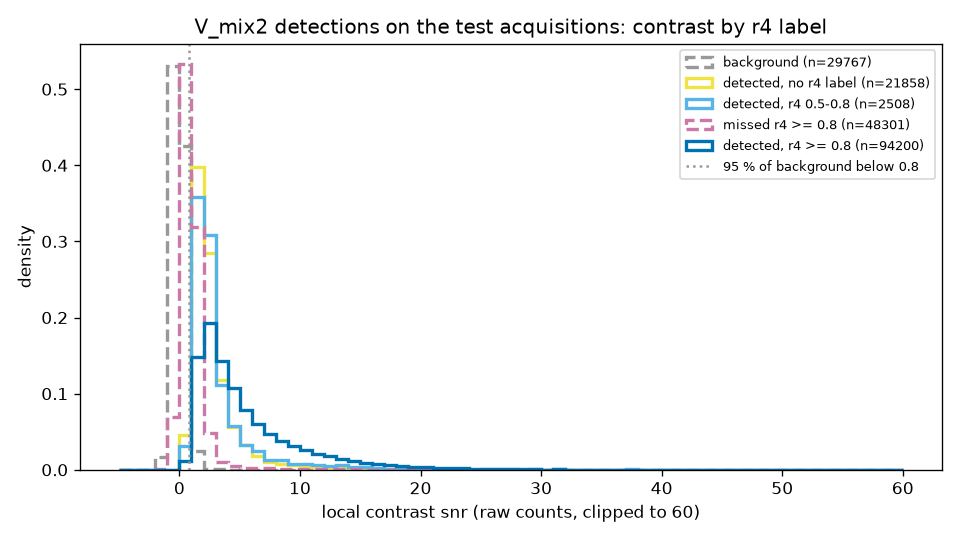 V_mix2 detections on the test acquisitions: contrast by r4 label
background (n=29767)
detected, no r4 label (n=21858)
detected, r4 0.5-0.8 (n=2508)
missed r4 >= 0.8 (n=48301)
detected, r4 >= 0.8 (n=94200)
95 % of background below 0.8
density
0.5
0.4
0.3
0.2
0.1
0.0
0 10 20 30 40 50 60
local contrast snr (raw counts, clipped to 60)